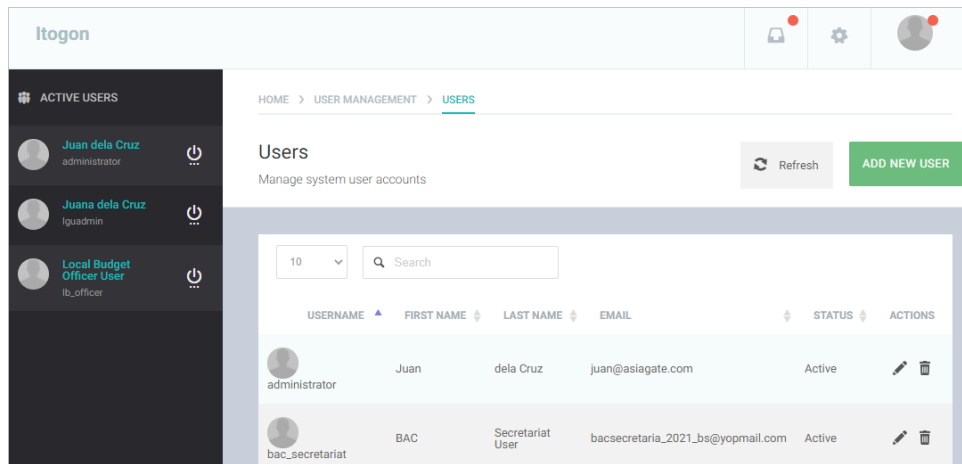 Itogon
ACTIVE USERS
Juan dela Cruz
administrator
Juana dela Cruz
lguadmin
Local Budget
Officer User
lb_officer
HOME > USER MANAGEMENT > USERS
Users
Manage system user accounts
Refresh
ADD NEW USER
10
Search
USERNAME FIRST NAME LAST NAME EMAIL STATUS ACTIONS
administrator Juan dela Cruz juan@asiagate.com Active
bac_secretariat BAC Secretariat User bacsecretaria_2021_bs@yopmail.com Active